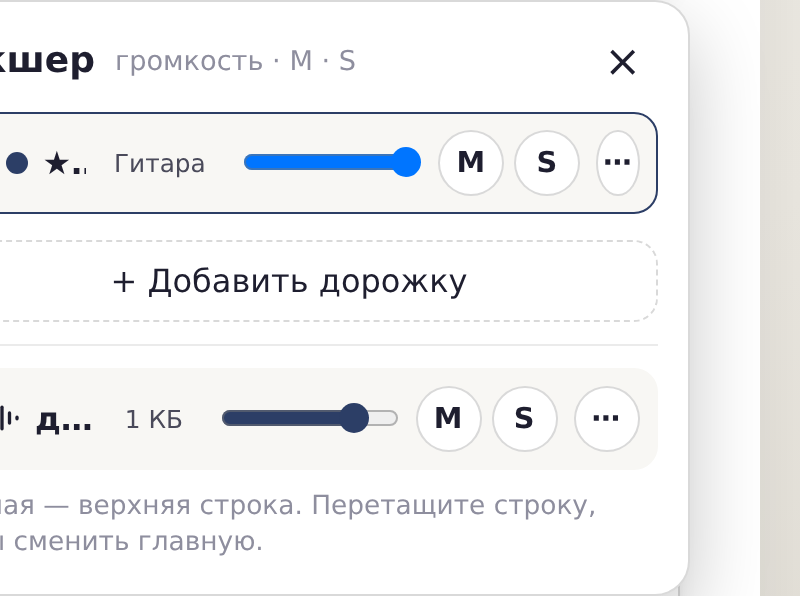 кшер громкость · M · S ×
★.. Гитара M S ...
+ Добавить дорожку
д... 1 КБ M S ...
ная — верхняя строка. Перетащите строку,
ы сменить главную.